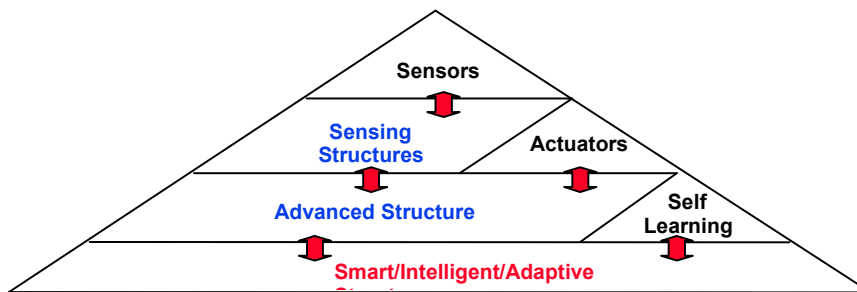 Sensors
Sensing
Structures
Actuators
Advanced Structure
Self
Learning
Smart/Intelligent/Adaptive